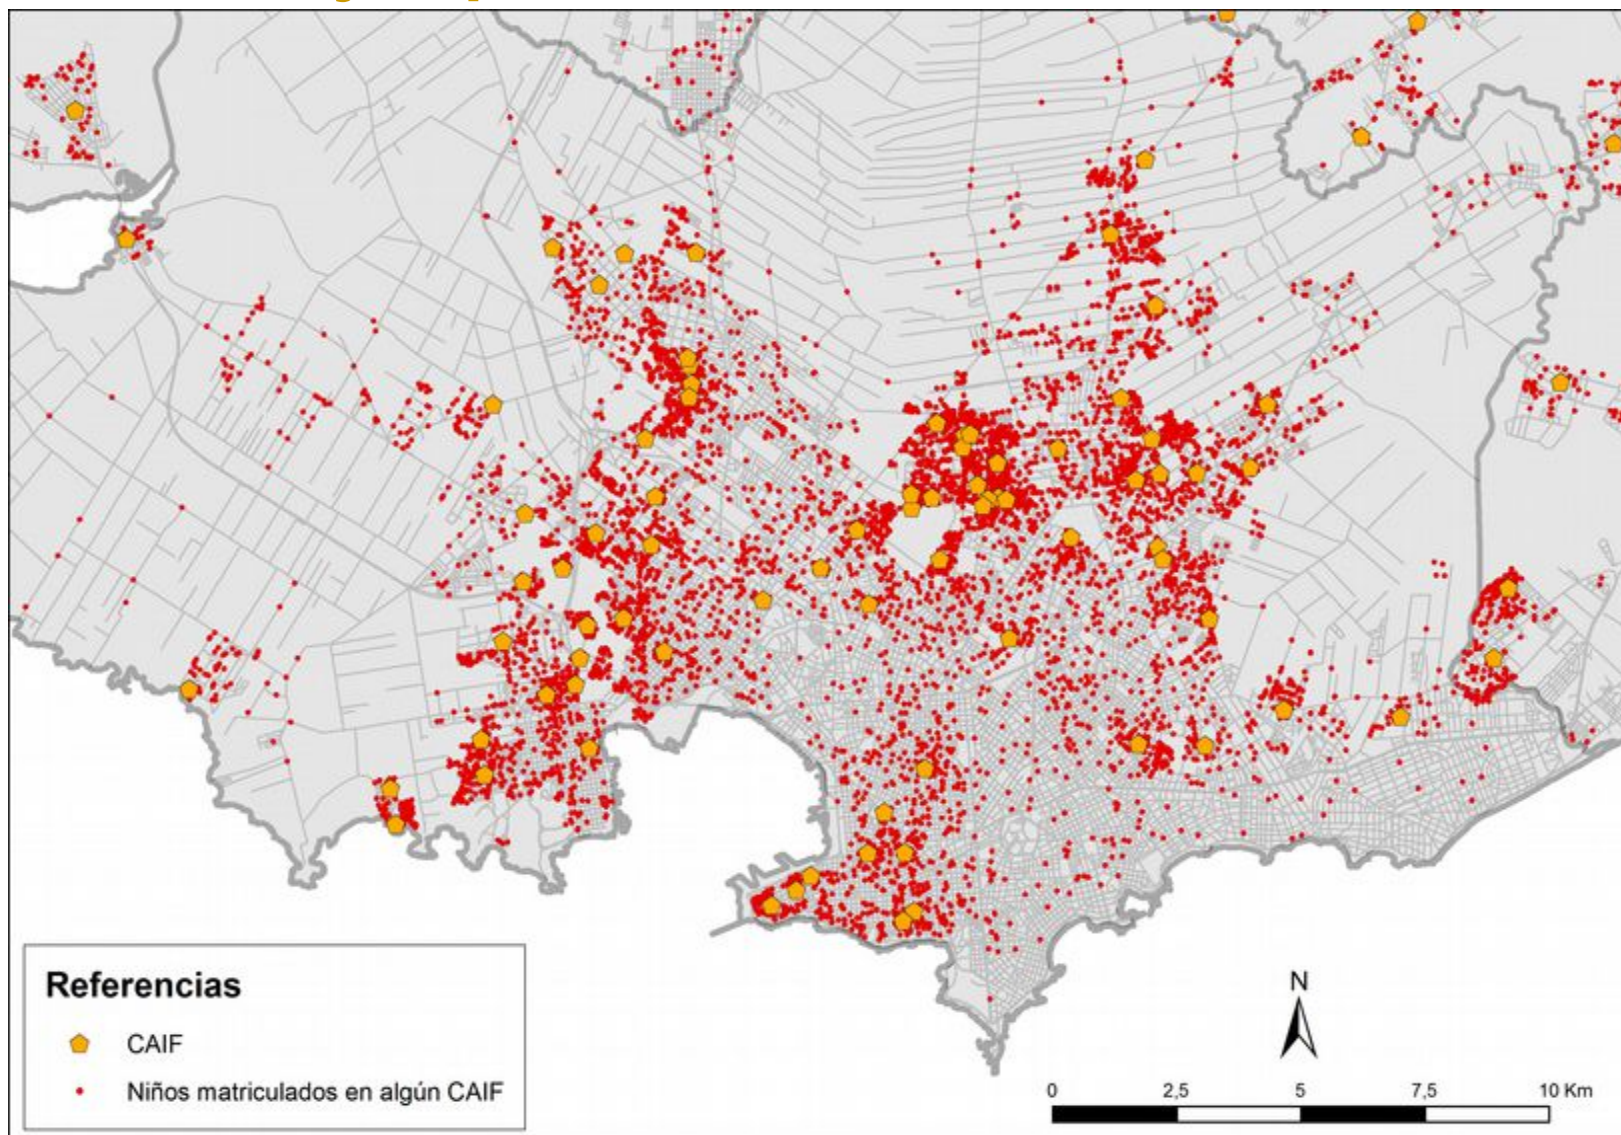 N
Referencias
CAIF
Niños matriculados en algún CAIF
0 2,5 5 7,5 10 Km